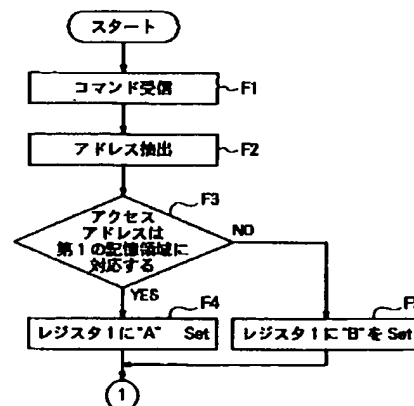 スタート
コマンド受信
F1
アドレス抽出
F2
F3
アクセス
アドレスは
第1の記憶領域に
対応する
NO
YES
F4
レジスタ1に"A" Set
レジスタ1に"B"を Set
1